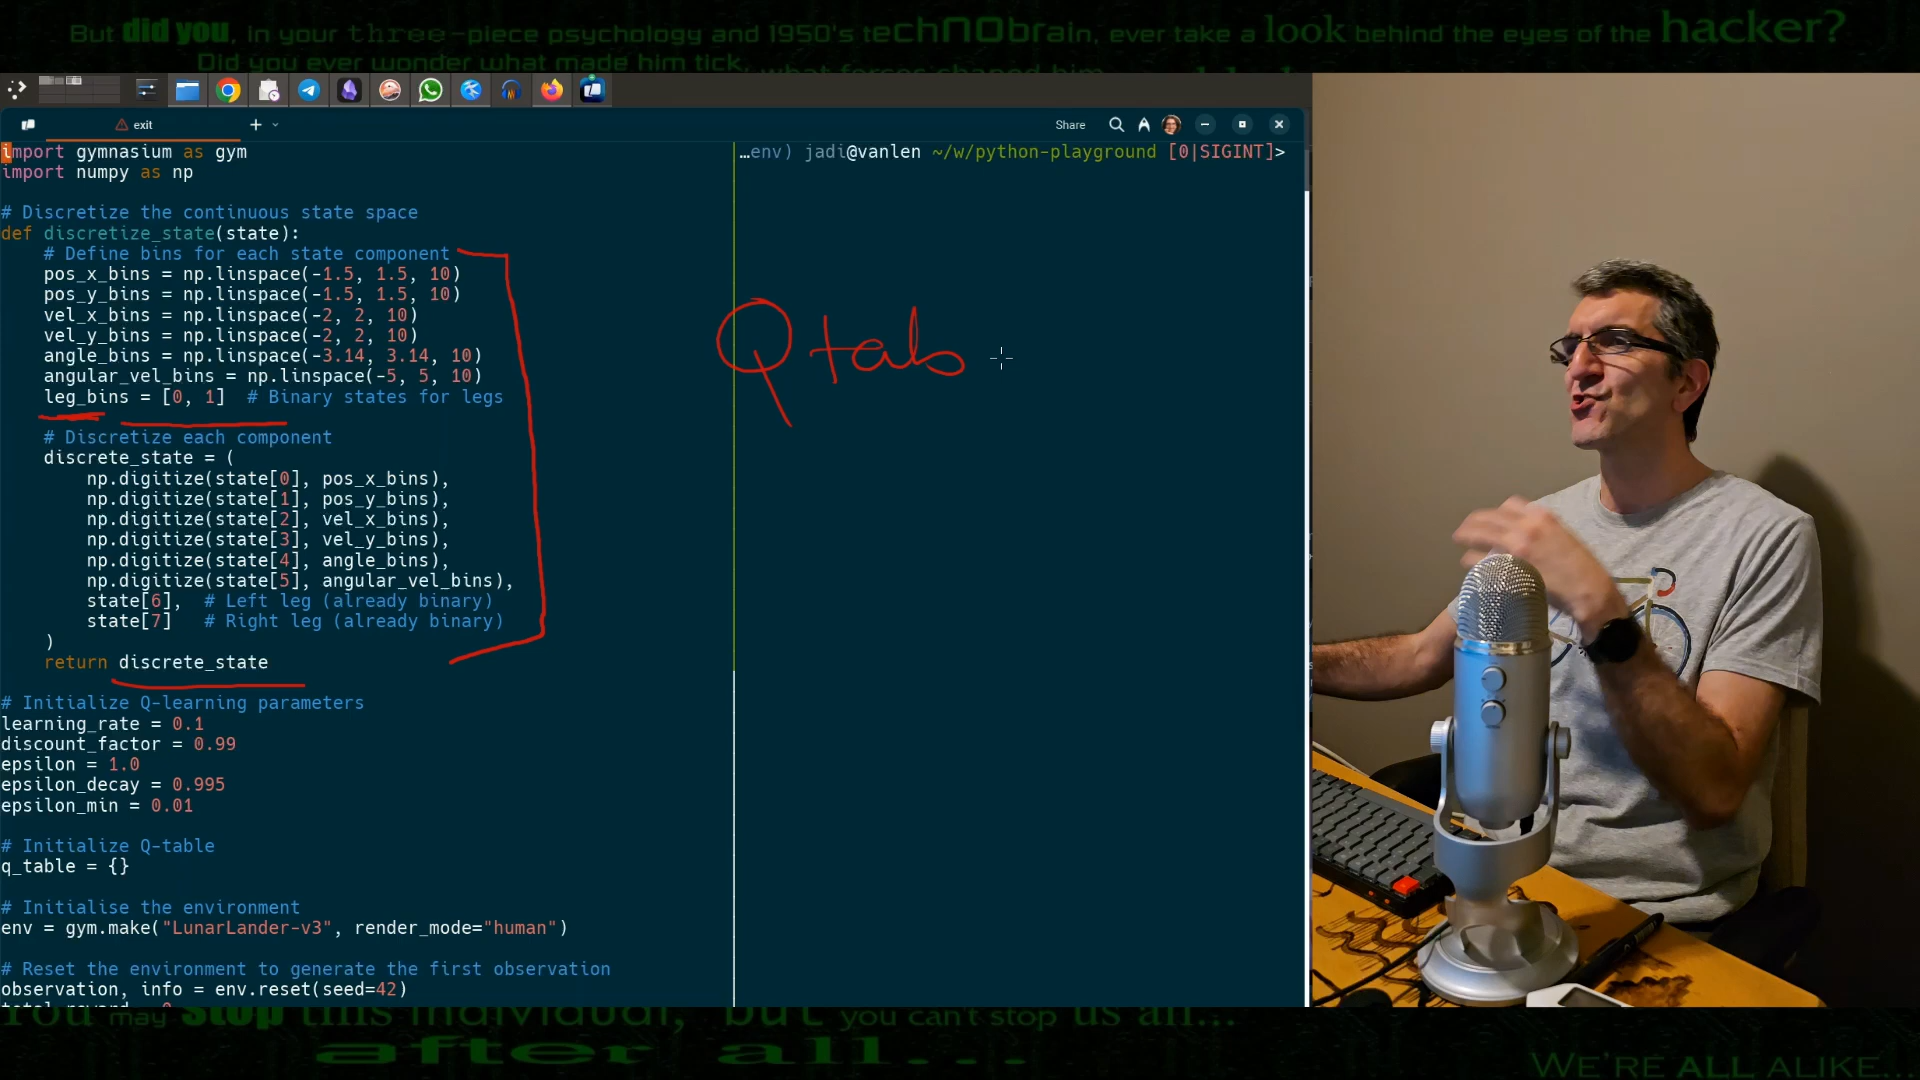 But did you, in your three-piece psychology and 1950's technobrain, ever take a look behind the eyes of the hacker?
Did you ever wonder what made him tick, what forces shaped him
exit
Share
import gymnasium as gym
import numpy as np
# Discretize the continuous state space
def discretize_state(state):
# Define bins for each state component
pos_x_bins = np.linspace(-1.5, 1.5, 10)
pos_y_bins = np.linspace(-1.5, 1.5, 10)
vel_x_bins = np.linspace(-2, 2, 10)
vel_y_bins = np.linspace(-2, 2, 10)
angle_bins = np.linspace(-3.14, 3.14, 10)
angular_vel_bins = np.linspace(-5, 5, 10)
leg_bins = [0, 1]  # Binary states for legs
# Discretize each component
discrete_state = (
np.digitize(state[0], pos_x_bins),
np.digitize(state[1], pos_y_bins),
np.digitize(state[2], vel_x_bins),
np.digitize(state[3], vel_y_bins),
np.digitize(state[4], angle_bins),
np.digitize(state[5], angular_vel_bins),
state[6],  # Left leg (already binary)
state[7]   # Right leg (already binary)
)
return discrete_state
# Initialize Q-learning parameters
learning_rate = 0.1
discount_factor = 0.99
epsilon = 1.0
epsilon_decay = 0.995
epsilon_min = 0.01
# Initialize Q-table
q_table = {}
# Initialise the environment
env = gym.make("LunarLander-v3", render_mode="human")
# Reset the environment to generate the first observation
observation, info = env.reset(seed=42)
…env) jadi@vanlen ~/w/python-playground [0|SIGINT]>
Q tab
You may stop this individual, but you can't stop us all...
after all...
WE'RE ALL ALIKE...